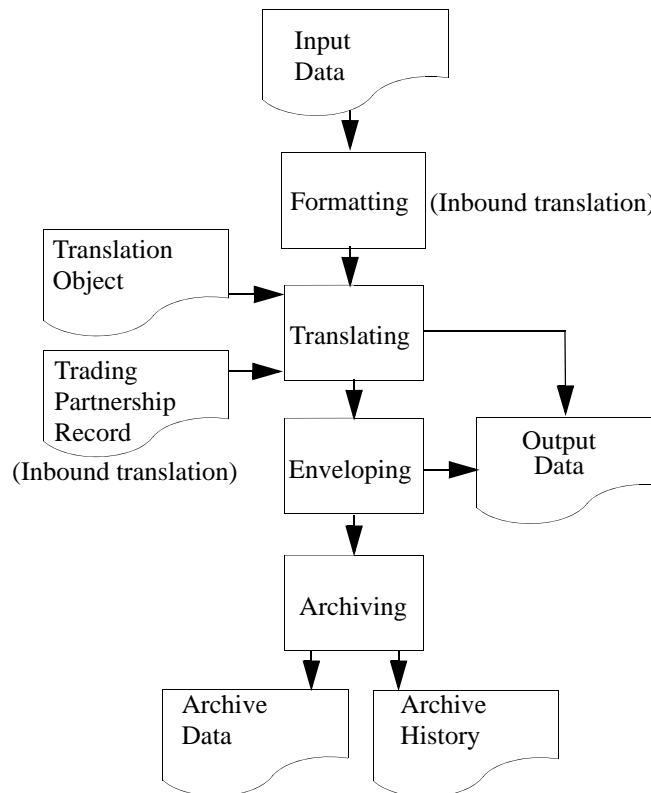 Input
Data
Formatting
(Inbound translation)
Translation
Object
Translating
Trading
Partnership
Record
(Inbound translation)
Enveloping
Output
Data
Archiving
Archive
Data
Archive
History